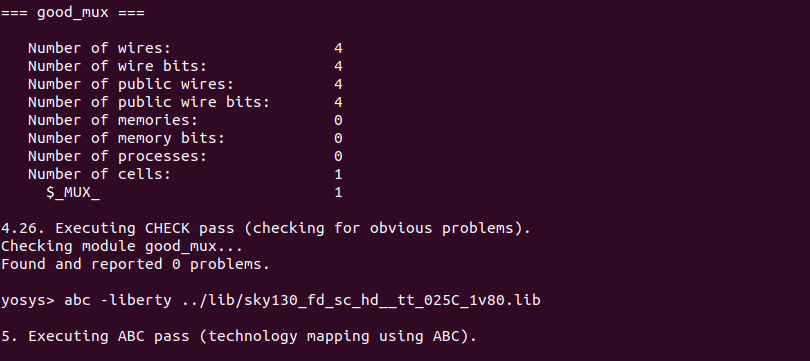 === good_mux ===
Number of wires: 4
Number of wire bits: 4
Number of public wires: 4
Number of public wire bits: 4
Number of memories: 0
Number of memory bits: 0
Number of processes: 0
Number of cells: 1
$_MUX_ 1
4.26. Executing CHECK pass (checking for obvious problems).
Checking module good_mux...
Found and reported 0 problems.
yosys> abc -liberty ../lib/sky130_fd_sc_hd__tt_025C_1v80.lib
5. Executing ABC pass (technology mapping using ABC).